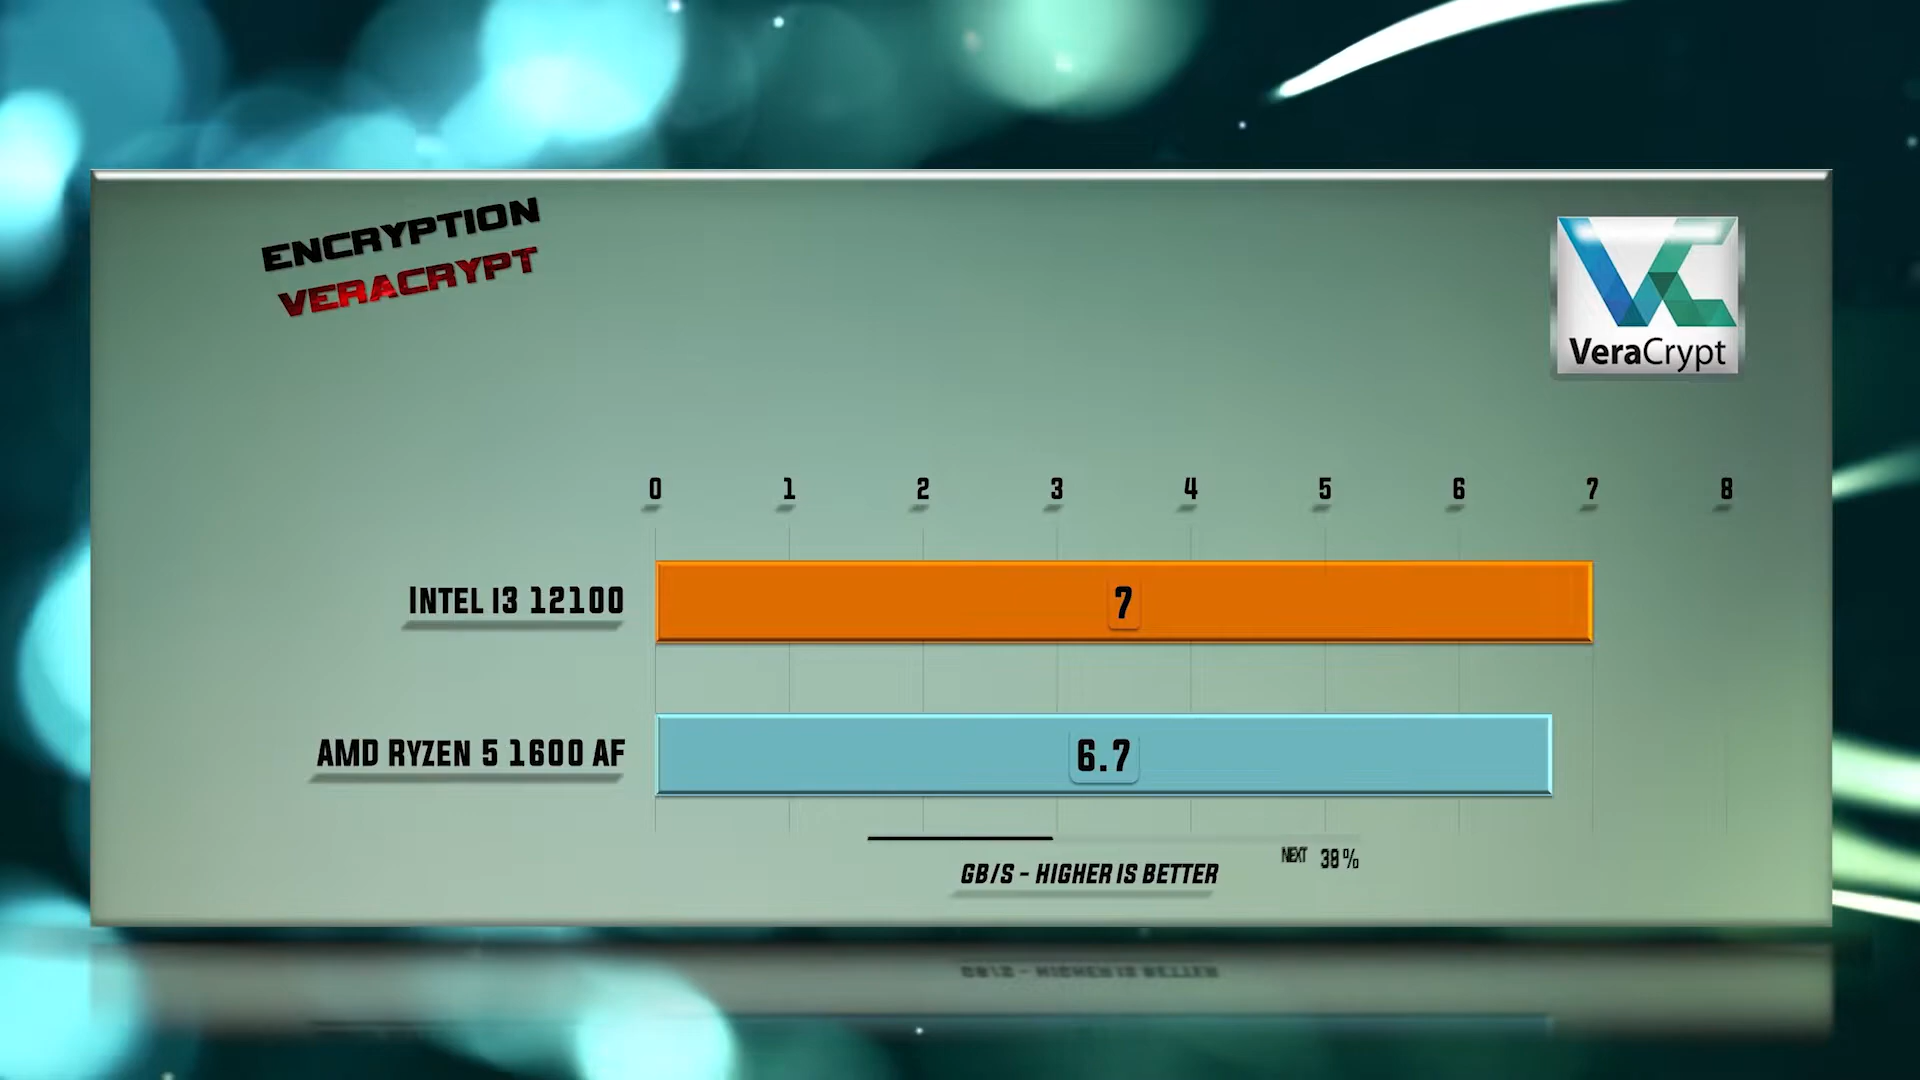 ENCRYPTION
VERACRYPT
VeraCrypt
0 1 2 3 4 5 6 7 8
INTEL I3 12100
7
AMD RYZEN 5 1600 AF
6.7
NEXT 38%
GB/S - HIGHER IS BETTER